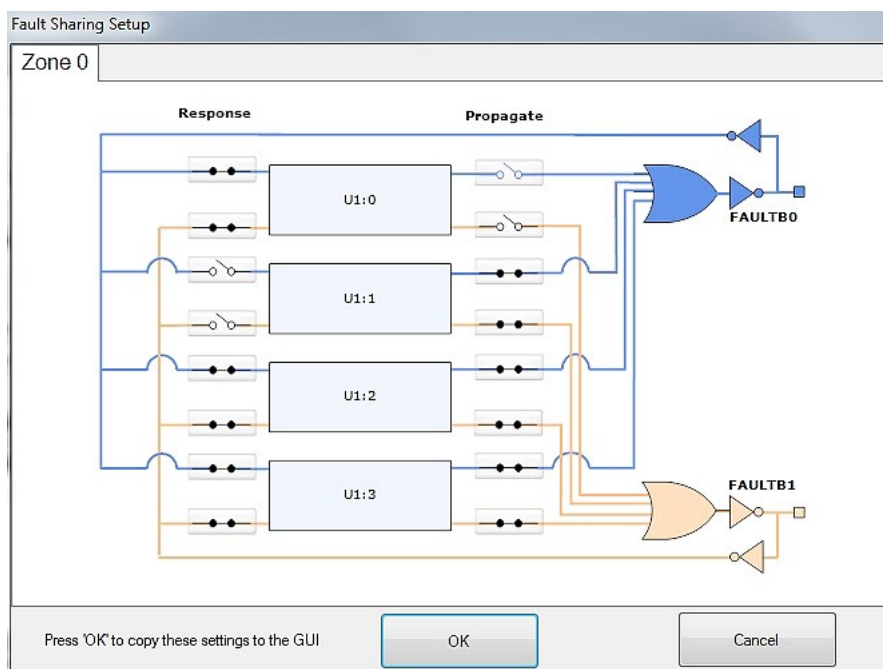 Fault Sharing Setup
Zone 0
Response
Propagate
U1:0
FAULTB0
U1:1
U1:2
U1:3
FAULTB1
Press 'OK' to copy these settings to the GUI
OK
Cancel